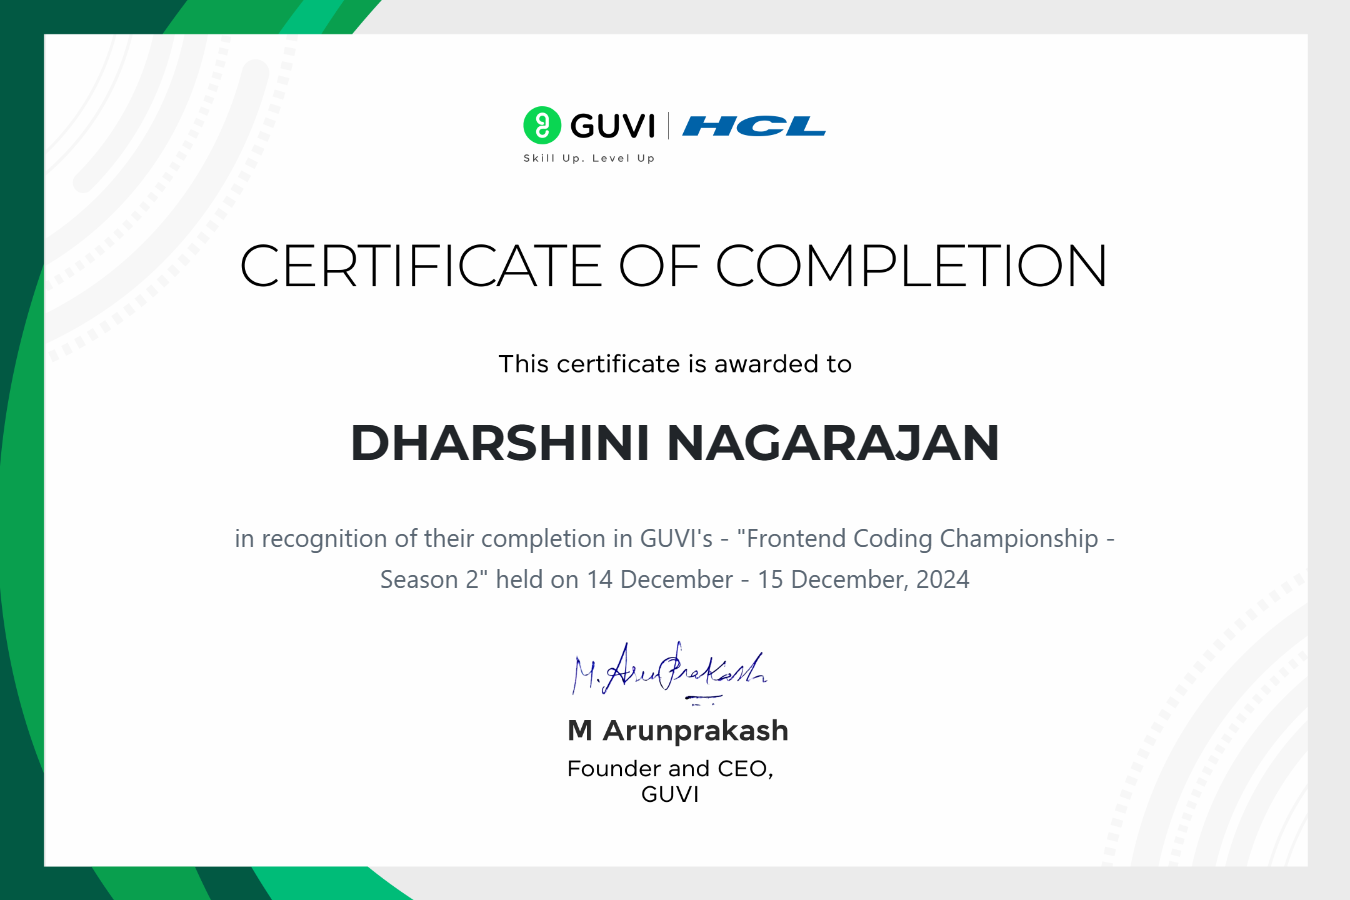 GUVI | HCL
Skill Up. Level Up
CERTIFICATE OF COMPLETION
This certificate is awarded to
DHARSHINI NAGARAJAN
in recognition of their completion in GUVI's - "Frontend Coding Championship -
Season 2" held on 14 December - 15 December, 2024
M. ArunPrakash
M Arunprakash
Founder and CEO,
GUVI